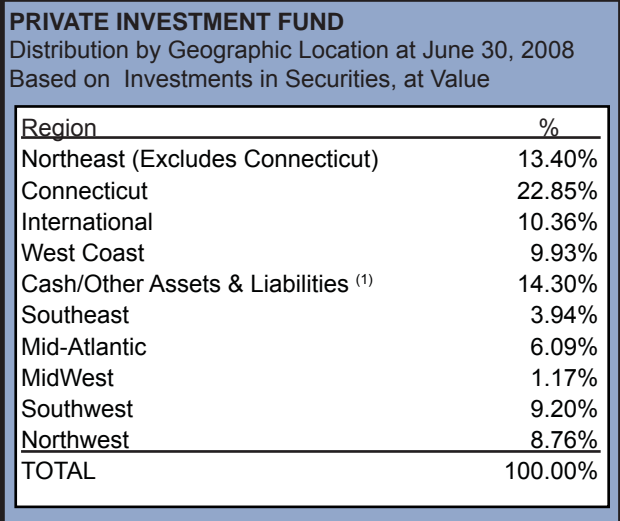 PRIVATE INVESTMENT FUND
Distribution by Geographic Location at June 30, 2008
Based on Investments in Securities, at Value
Region %
Northeast (Excludes Connecticut) 13.40%
Connecticut 22.85%
International 10.36%
West Coast 9.93%
Cash/Other Assets & Liabilities (1) 14.30%
Southeast 3.94%
Mid-Atlantic 6.09%
MidWest 1.17%
Southwest 9.20%
Northwest 8.76%
TOTAL 100.00%